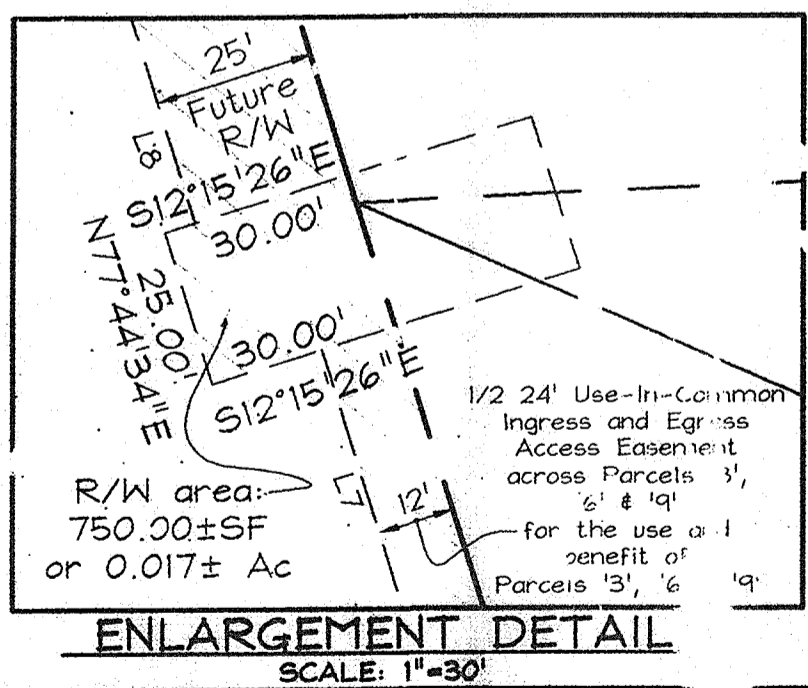 25'
Future
R/W
L8
S12°15'26"E
30.00'
N77°44'34"E
25.00'
30.00'
S12°15'26"E
L7
12'
R/W area:
750.00±SF
or 0.017± Ac
1/2 24' Use-In-Common
Ingress and Egress
Access Easement
across Parcels '3',
'6' & '9'
for the use and
benefit of
Parcels '3', '6' '9'
ENLARGEMENT DETAIL
SCALE: 1"=30'